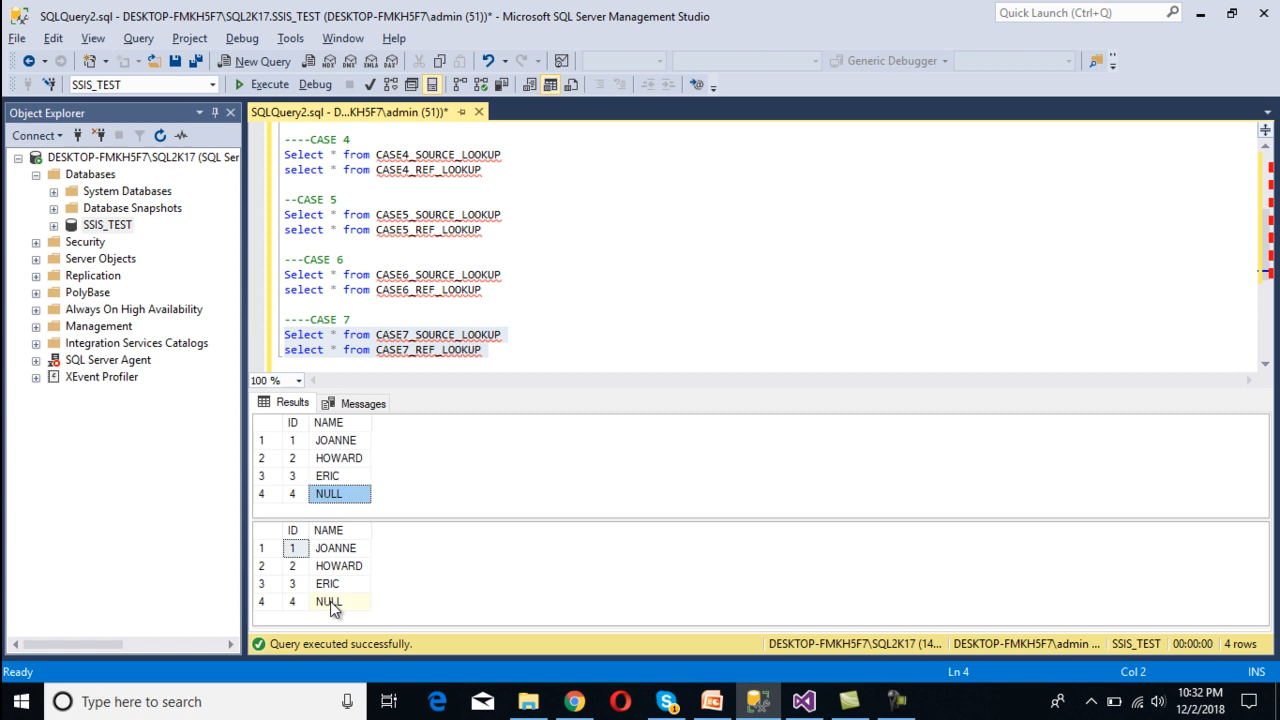 SQLQuery2.sql - DESKTOP-FMKH5F7\SQL2K17.SSIS_TEST (DESKTOP-FMKH5F7\admin (51))* - Microsoft SQL Server Management Studio
Quick Launch (Ctrl+Q)
File Edit View Query Project Debug Tools Window Help
New Query
Generic Debugger
SSIS_TEST
Execute Debug
Object Explorer
SQLQuery2.sql - D...KH5F7\admin (51))*
Connect
DESKTOP-FMKH5F7\SQL2K17 (SQL Ser
Databases
System Databases
Database Snapshots
SSIS_TEST
Security
Server Objects
Replication
PolyBase
Always On High Availability
Management
Integration Services Catalogs
SQL Server Agent
XEvent Profiler
----CASE 4
Select * from CASE4_SOURCE_LOOKUP
select * from CASE4_REF_LOOKUP
--CASE 5
Select * from CASE5_SOURCE_LOOKUP
select * from CASE5_REF_LOOKUP
---CASE 6
Select * from CASE6_SOURCE_LOOKUP
select * from CASE6_REF_LOOKUP
----CASE 7
Select * from CASE7_SOURCE_LOOKUP
select * from CASE7_REF_LOOKUP
100 %
Results Messages
ID NAME
1 1 JOANNE
2 2 HOWARD
3 3 ERIC
4 4 NULL
ID NAME
1 1 JOANNE
2 2 HOWARD
3 3 ERIC
4 4 NULL
Query executed successfully.
DESKTOP-FMKH5F7\SQL2K17 (14... DESKTOP-FMKH5F7\admin ... SSIS_TEST 00:00:00 4 rows
Ready
Ln 4 Col 2 INS
Type here to search
10:32 PM
12/2/2018